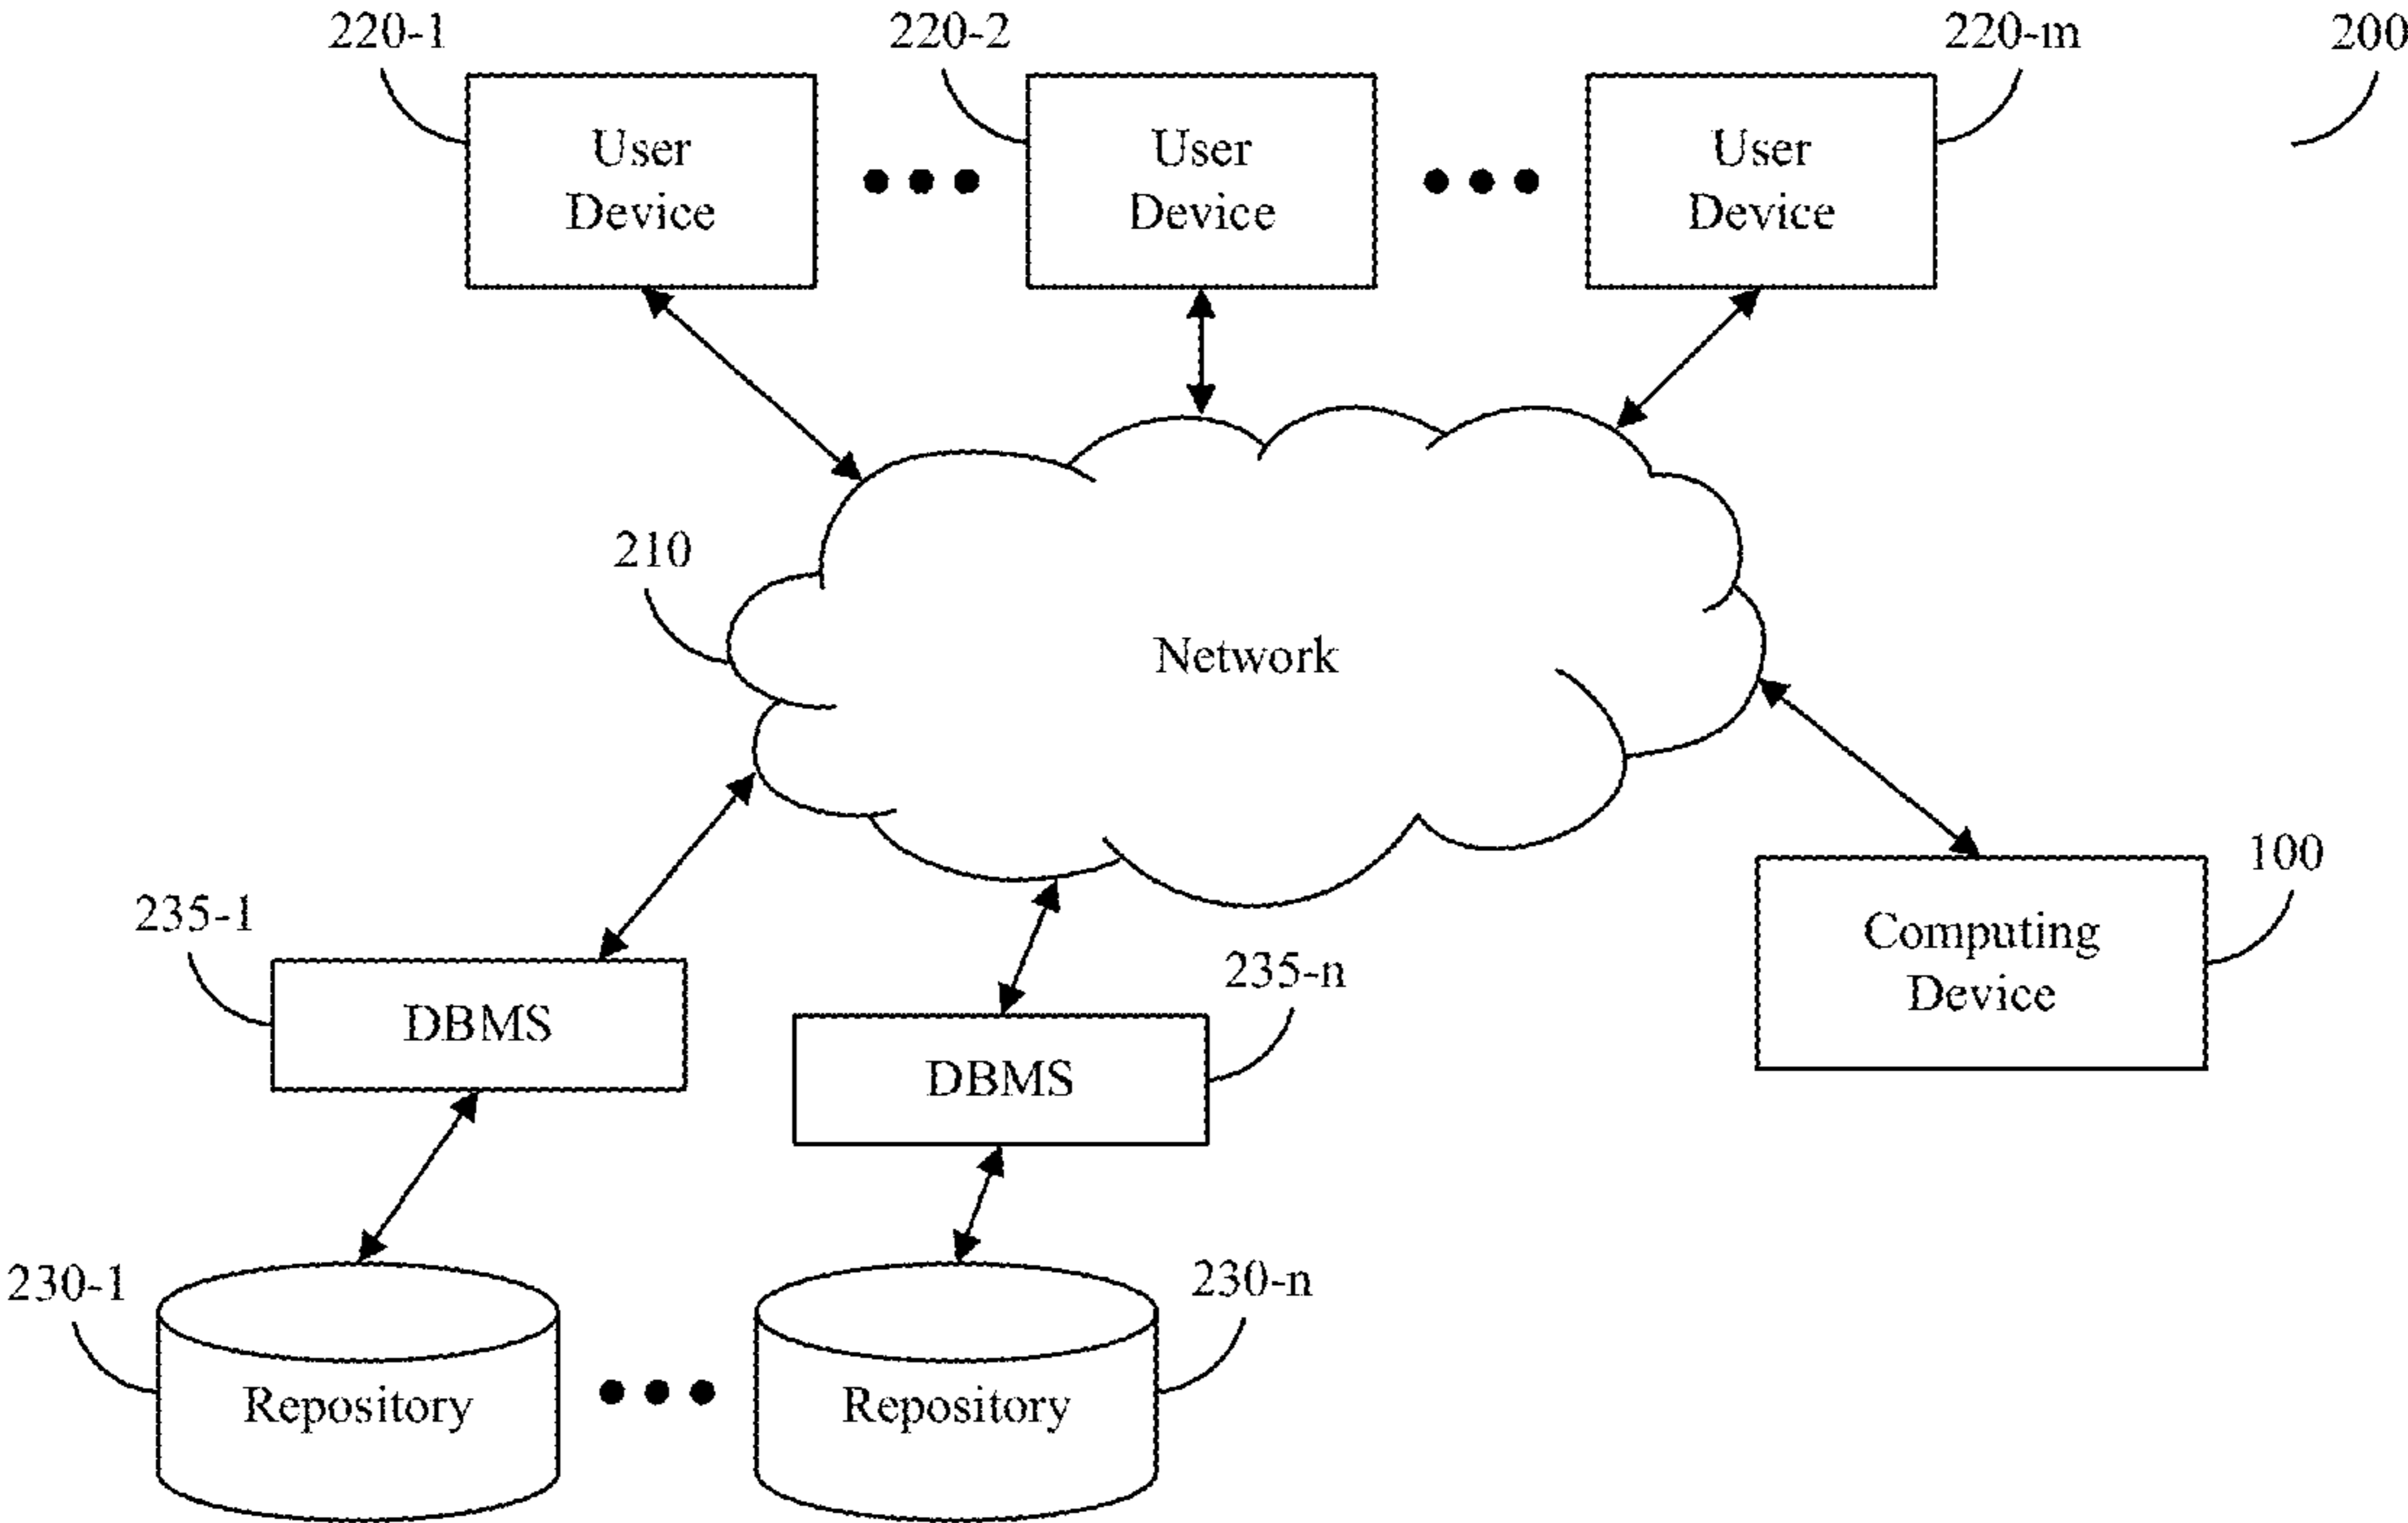 220-1
220-2
220-m
200
User
Device
User
Device
User
Device
210
Network
235-1
DBMS
235-n
DBMS
100
Computing
Device
230-1
Repository
230-n
Repository